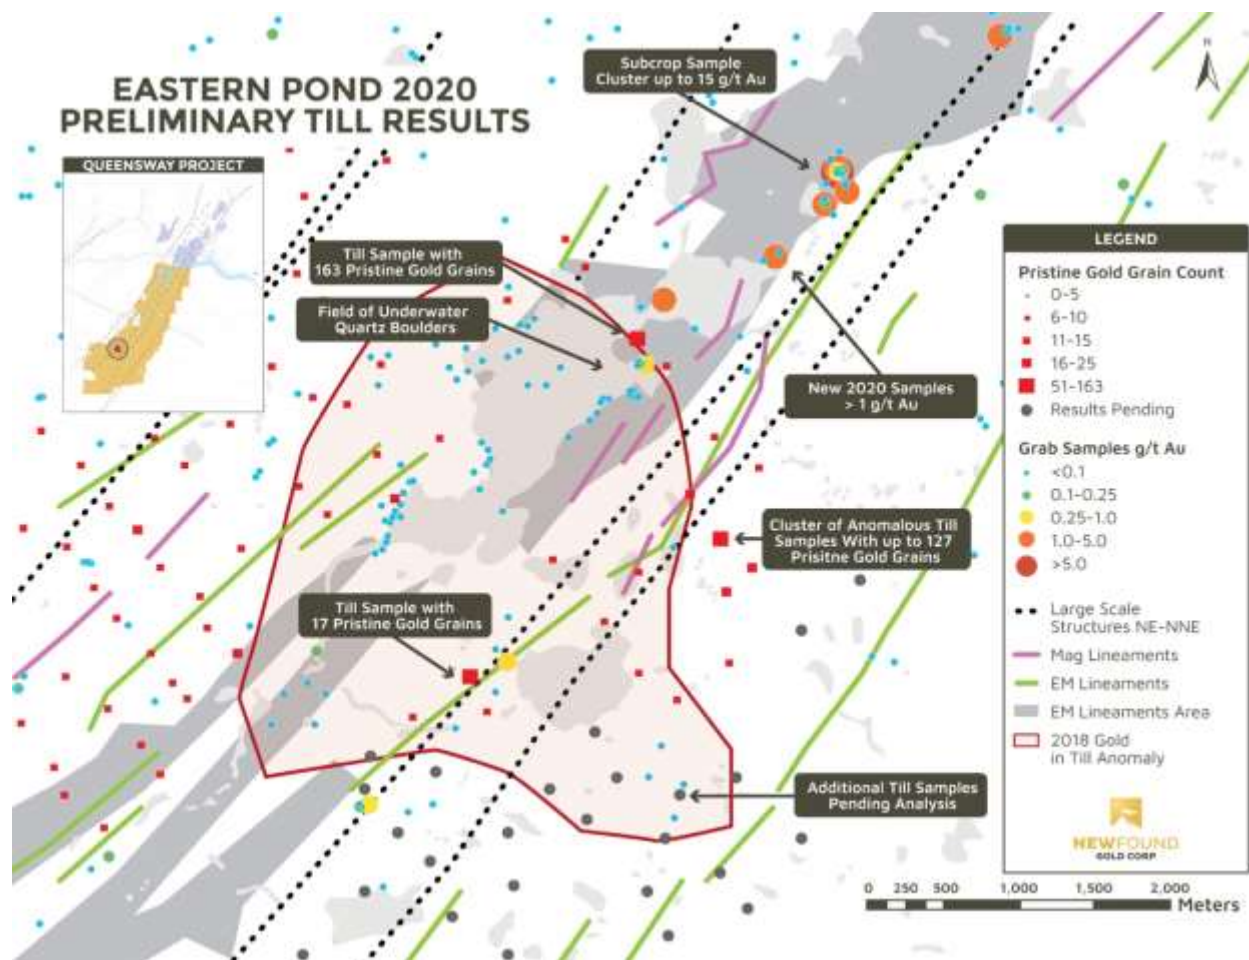 EASTERN POND 2020
PRELIMINARY TILL RESULTS
QUEENSWAY PROJECT
Subcrop Sample
Cluster up to 15 g/t Au
N
Till Sample with
163 Pristine Gold Grains
Field of Underwater
Quartz Boulders
New 2020 Samples
> 1 g/t Au
Cluster of Anomalous Till
Samples With up to 127
Prisitne Gold Grains
Till Sample with
17 Pristine Gold Grains
Additional Till Samples
Pending Analysis
LEGEND
Pristine Gold Grain Count
0-5
6-10
11-15
16-25
51-163
Results Pending
Grab Samples g/t Au
<0.1
0.1-0.25
0.25-1.0
1.0-5.0
>5.0
Large Scale
Structures NE-NNE
Mag Lineaments
EM Lineaments
EM Lineaments Area
2018 Gold
in Till Anomaly
NEWFOUND
GOLD CORP
0 250 500 1,000 1,500 2,000
Meters